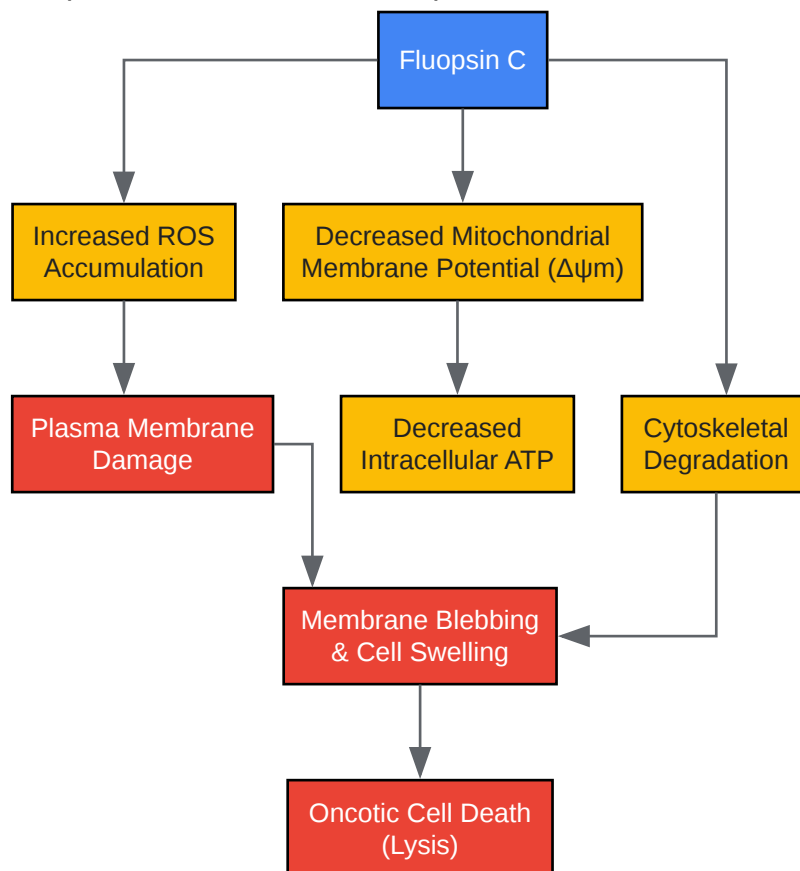 Fluopsin C
Increased ROS
Accumulation
Decreased Mitochondrial
Membrane Potential (Δψm)
Plasma Membrane
Damage
Decreased
Intracellular ATP
Cytoskeletal
Degradation
Membrane Blebbing
& Cell Swelling
Oncotic Cell Death
(Lysis)